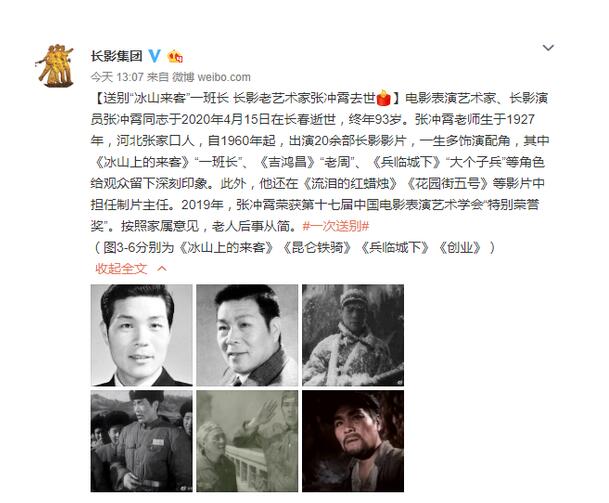 长影集团
今天 13:07 来自 微博 weibo.com
【送别“冰山来客”一班长 长影老艺术家张冲霄去世】电影表演艺术家、长影演
员张冲霄同志于2020年4月15日在长春逝世，终年93岁。张冲霄老师生于1927
年，河北张家口人，自1960年起，出演20余部长影影片，一生多饰演配角，其中
《冰山上的来客》“一班长”、《吉鸿昌》“老周”、《兵临城下》“大个子兵”等角色
给观众留下深刻印象。此外，他还在《流泪的红蜡烛》《花园街五号》等影片中
担任制片主任。2019年，张冲霄荣获第十七届中国电影表演艺术学会“特别荣誉
奖”。按照家属意见，老人后事从简。#一次送别#
（图3-6分别为《冰山上的来客》《昆仑铁骑》《兵临城下》《创业》）
收起全文